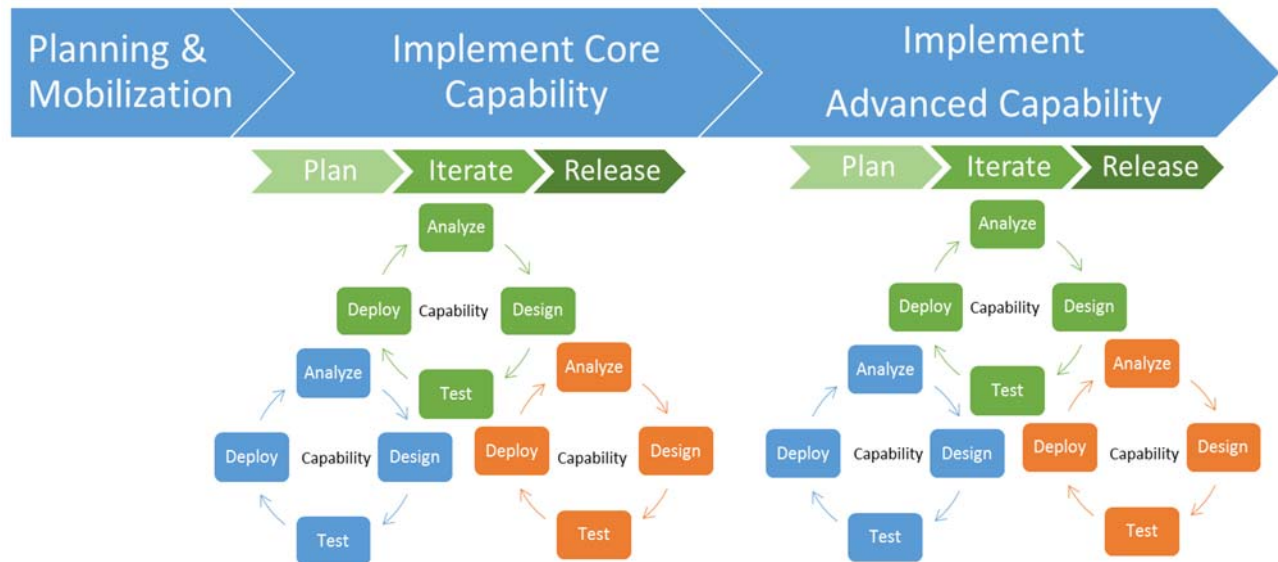 Planning &
Mobilization
Implement Core
Capability
Implement
Advanced Capability
Plan
Iterate
Release
Analyze
Deploy
Capability
Design
Test
Analyze
Deploy
Capability
Design
Test
Analyze
Deploy
Capability
Design
Test
Plan
Iterate
Release
Analyze
Deploy
Capability
Design
Test
Analyze
Deploy
Capability
Design
Test
Analyze
Deploy
Capability
Design
Test